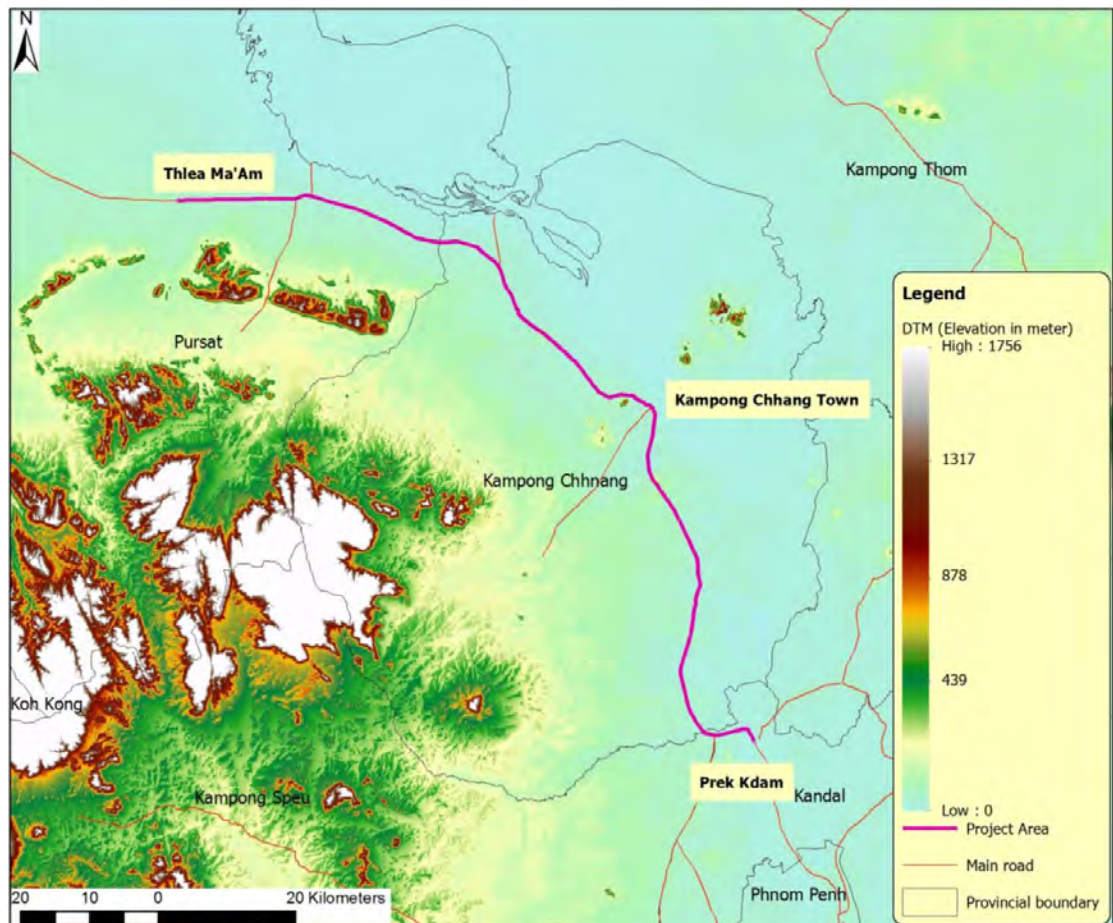 N
Thlea Ma'Am
Kampong Thom
Pursat
Kampong Chhang Town
Kampong Chhnang
Koh Kong
Kampong Speu
Prek Kdam
Kandal
Phnom Penh
Legend
DTM (Elevation in meter)
High : 1756
1317
878
439
Low : 0
Project Area
Main road
Provincial boundary
20 10 0 20 Kilometers